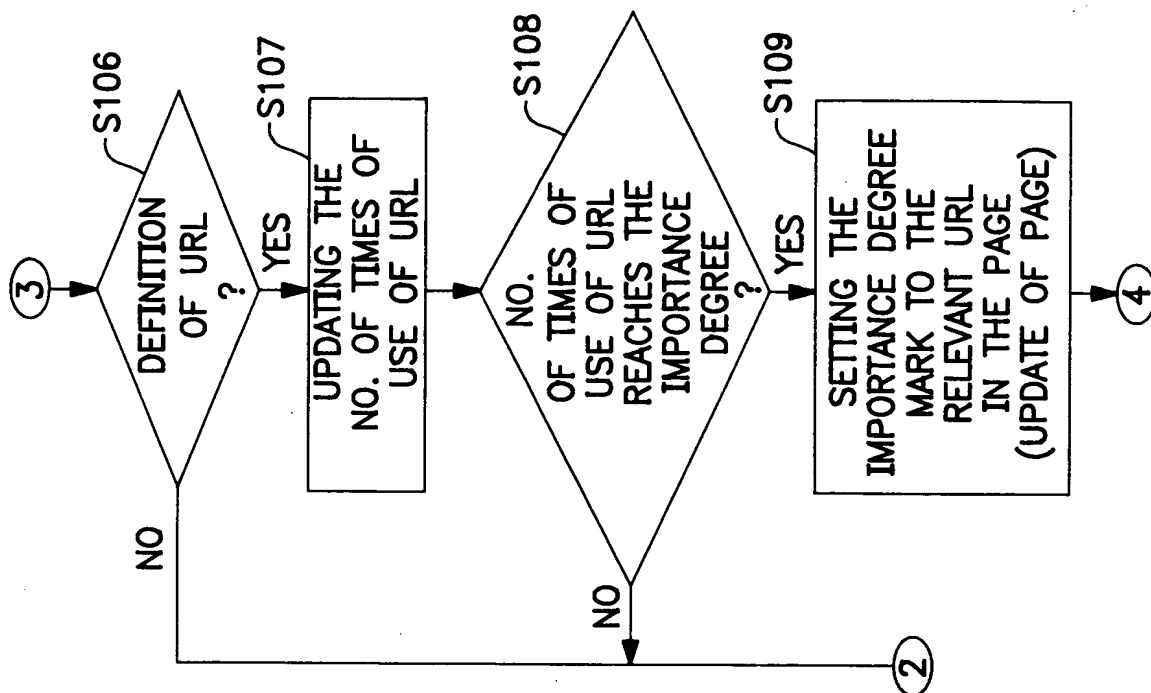 3
DEFINITION
OF URL
?
S106
YES
NO
UPDATING THE
NO. OF TIMES OF
USE OF URL
S107
NO.
OF TIMES OF
USE OF URL
REACHES THE
IMPORTANCE
DEGREE
?
S108
YES
NO
SETTING THE
IMPORTANCE DEGREE
MARK TO THE
RELEVANT URL
IN THE PAGE
(UPDATE OF PAGE)
S109
2
4